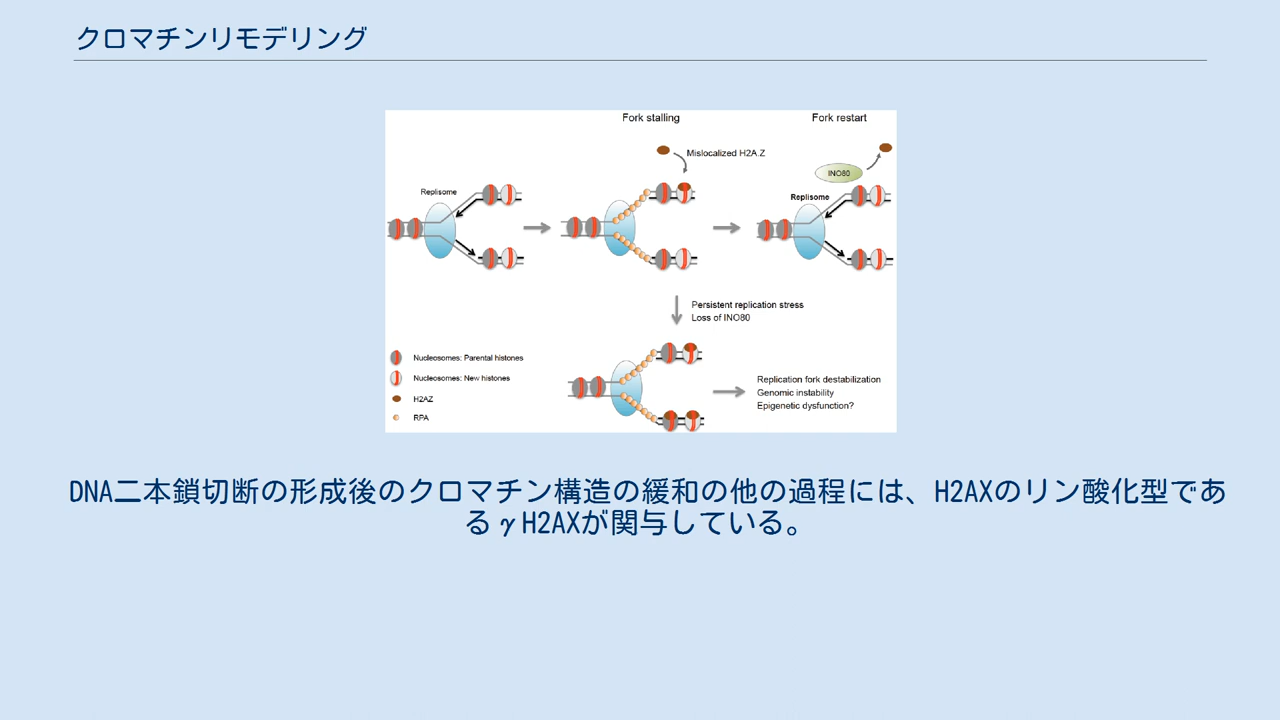 クロマチンリモデリング
Fork stalling
Fork restart
Mislocalized H2A.Z
INO80
Replisome
Replisome
Persistent replication stress
Loss of INO80
Nucleosomes: Parental histones
Nucleosomes: New histones
H2AZ
RPA
Replication fork destabilization
Genomic instability
Epigenetic dysfunction?
DNA二本鎖切断の形成後のクロマチン構造の緩和の他の過程には、H2AXのリン酸化型であ
るγH2AXが関与している。